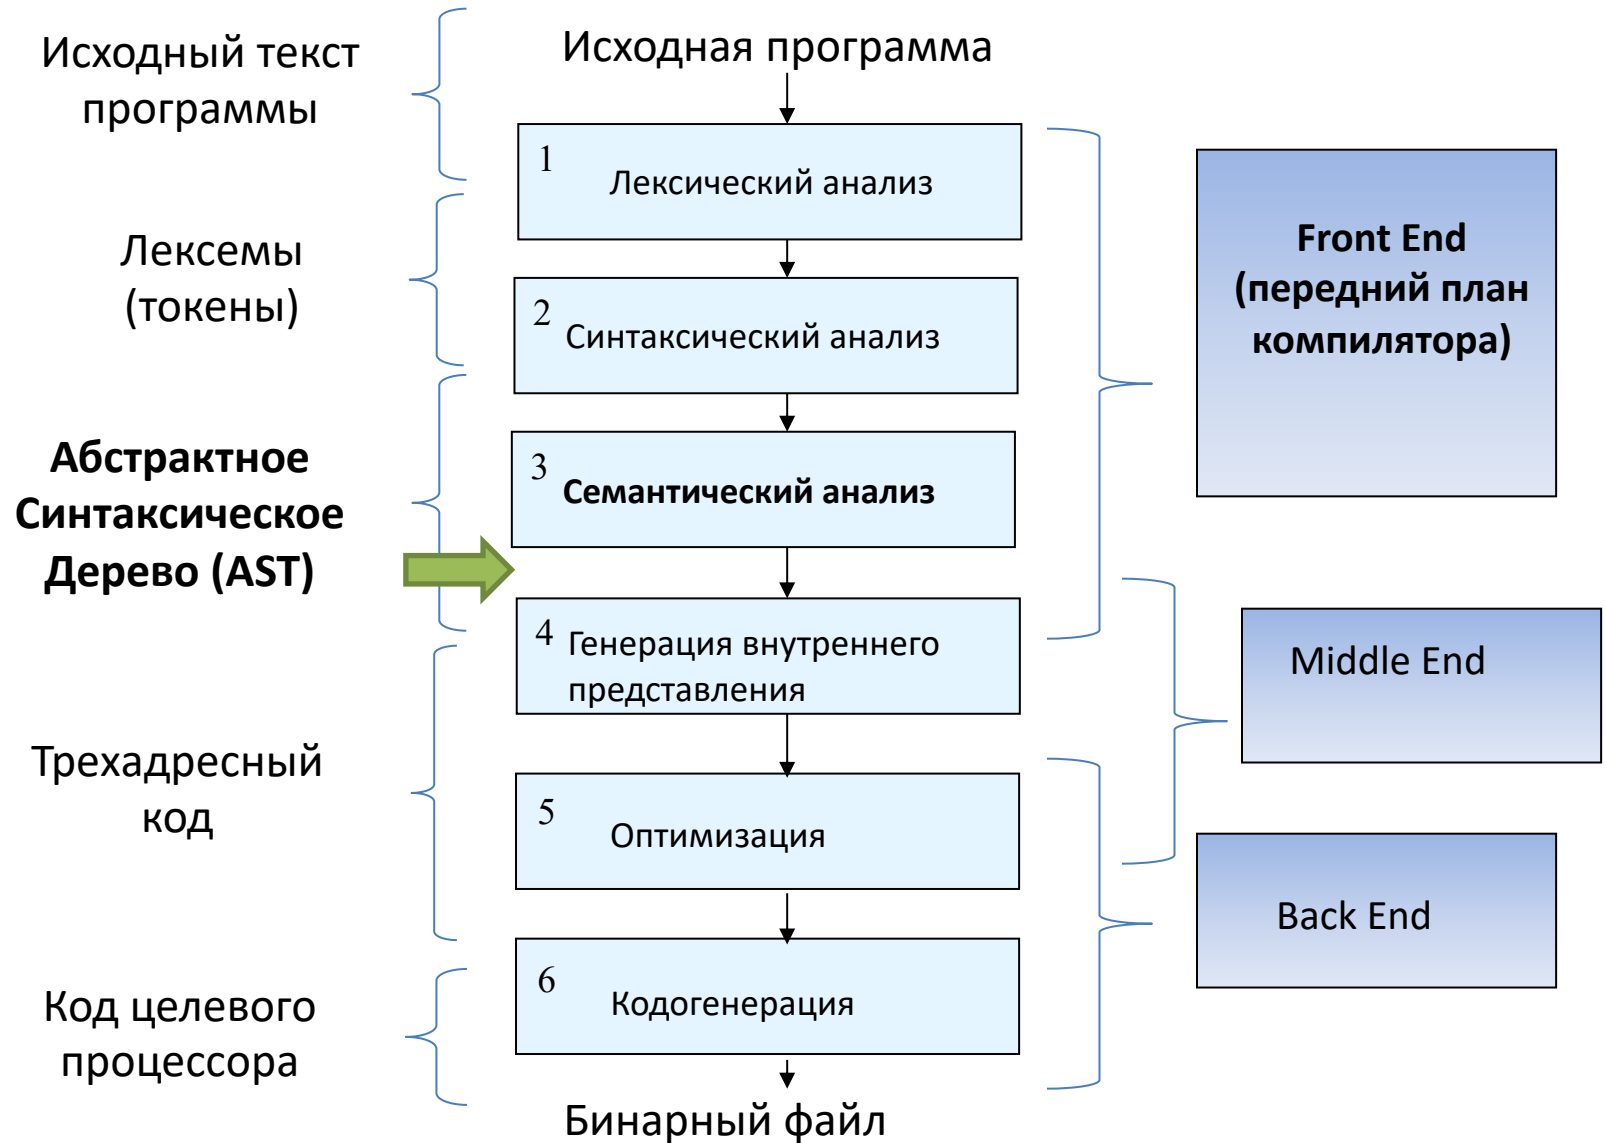 Исходный текст
программы
Лексемы
(токены)
Абстрактное
Синтаксическое
Дерево (AST)
Трехадресный
код
Код целевого
процессора
Исходная программа
1
Лексический анализ
2
Синтаксический анализ
3
Семантический анализ
4
Генерация внутреннего
представления
5
Оптимизация
6
Кодогенерация
Бинарный файл
Front End
(передний план
компилятора)
Middle End
Back End